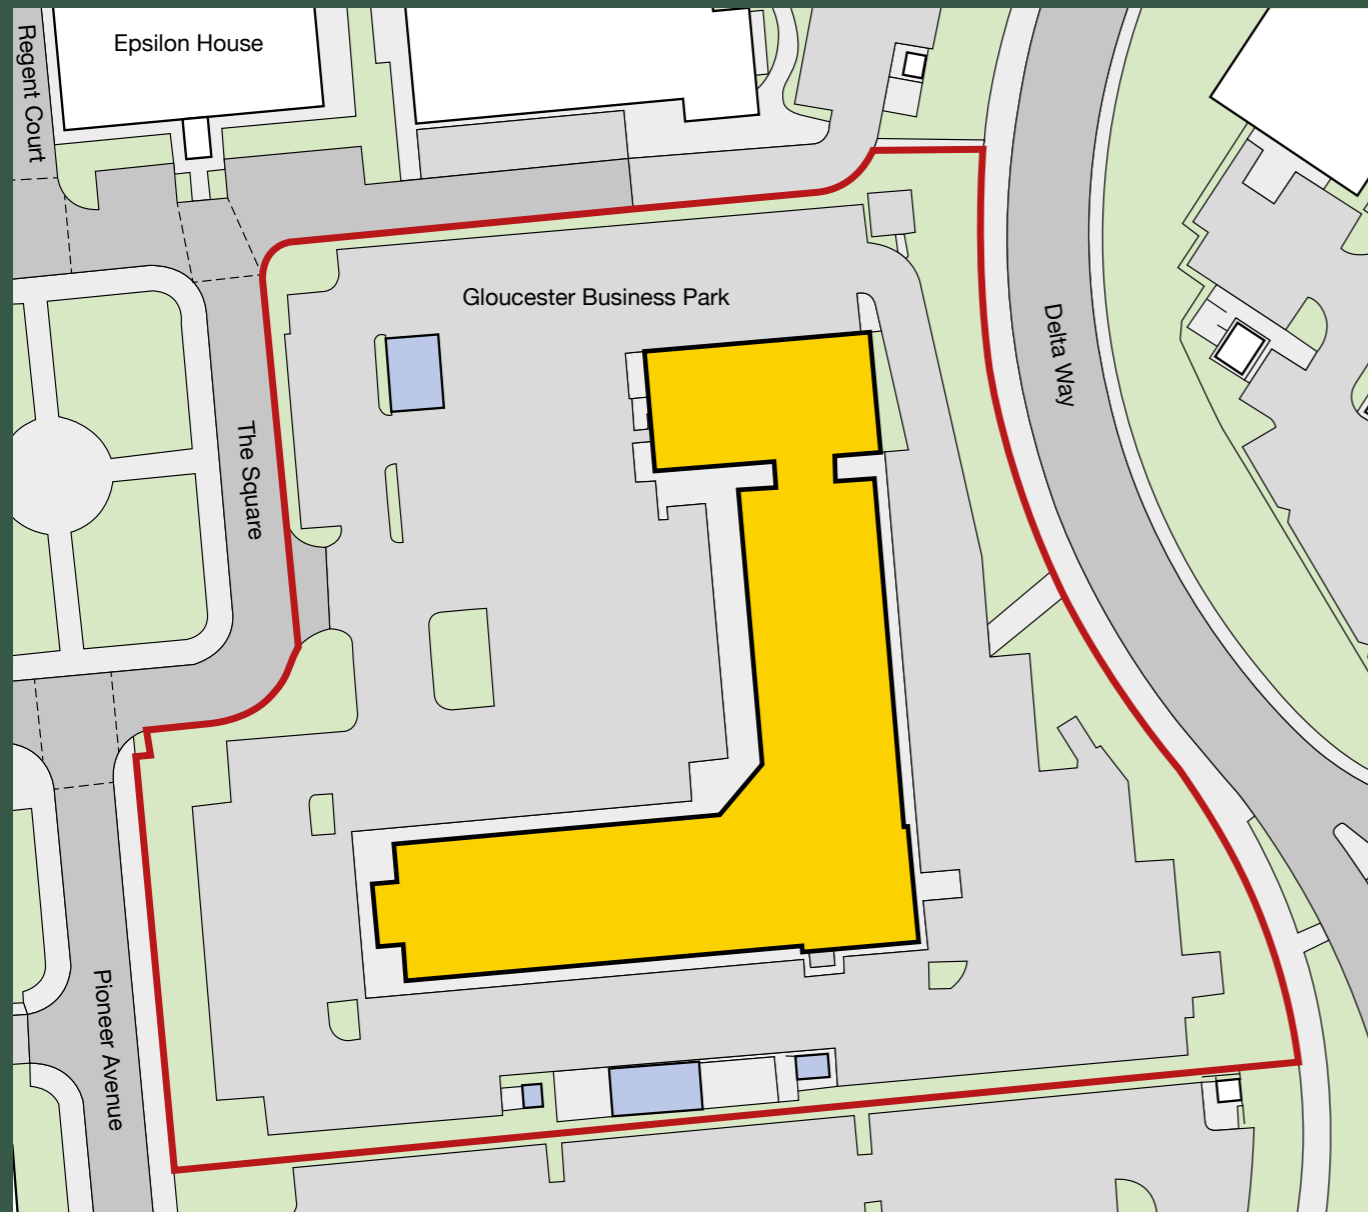 Regent Court
Epsilon House
Gloucester Business Park
Delta Way
The Square
Pioneer Avenue